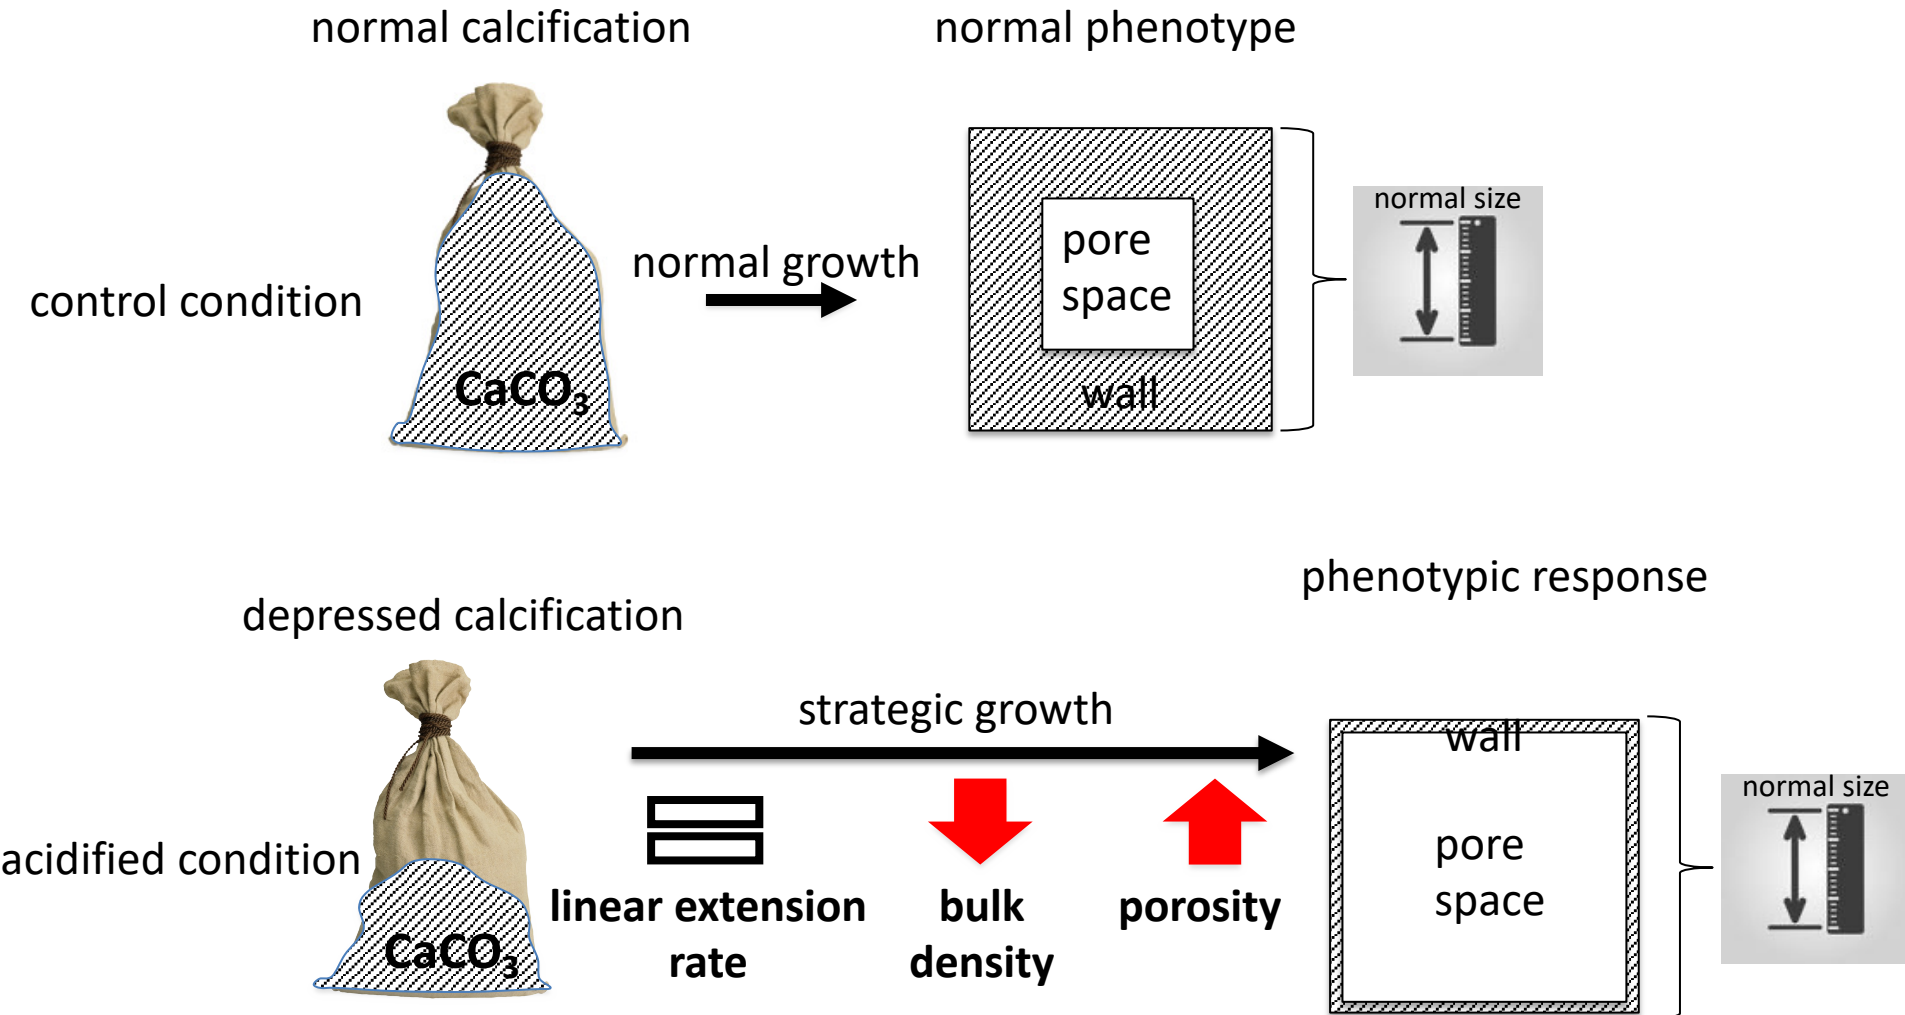 normal calcification
normal phenotype
normal size
pore
space
normal growth
control condition
CaCO₃
wall
phenotypic response
depressed calcification
strategic growth
wall
normal size
pore
space
acidified condition
CaCO₃
linear extension
rate
bulk
density
porosity